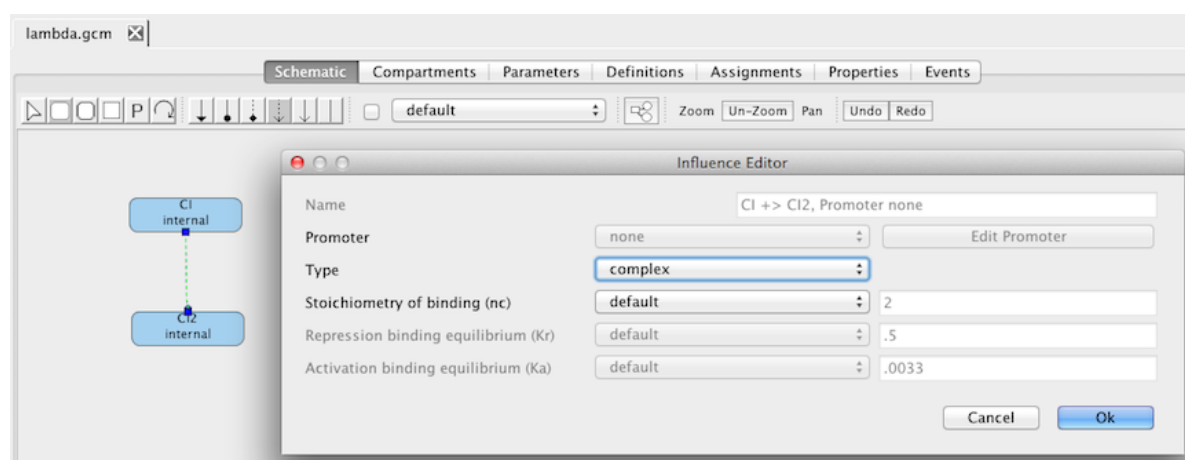 lambda.gcm
Schematic Compartments Parameters Definitions Assignments Properties Events
P default Zoom Un-Zoom Pan Undo Redo
Influence Editor
CI
internal
Name CI +> CI2, Promoter none
Promoter none Edit Promoter
Type complex
Stoichiometry of binding (nc) default 2
CI2
internal
Repression binding equilibrium (Kr) default .5
Activation binding equilibrium (Ka) default .0033
Cancel Ok